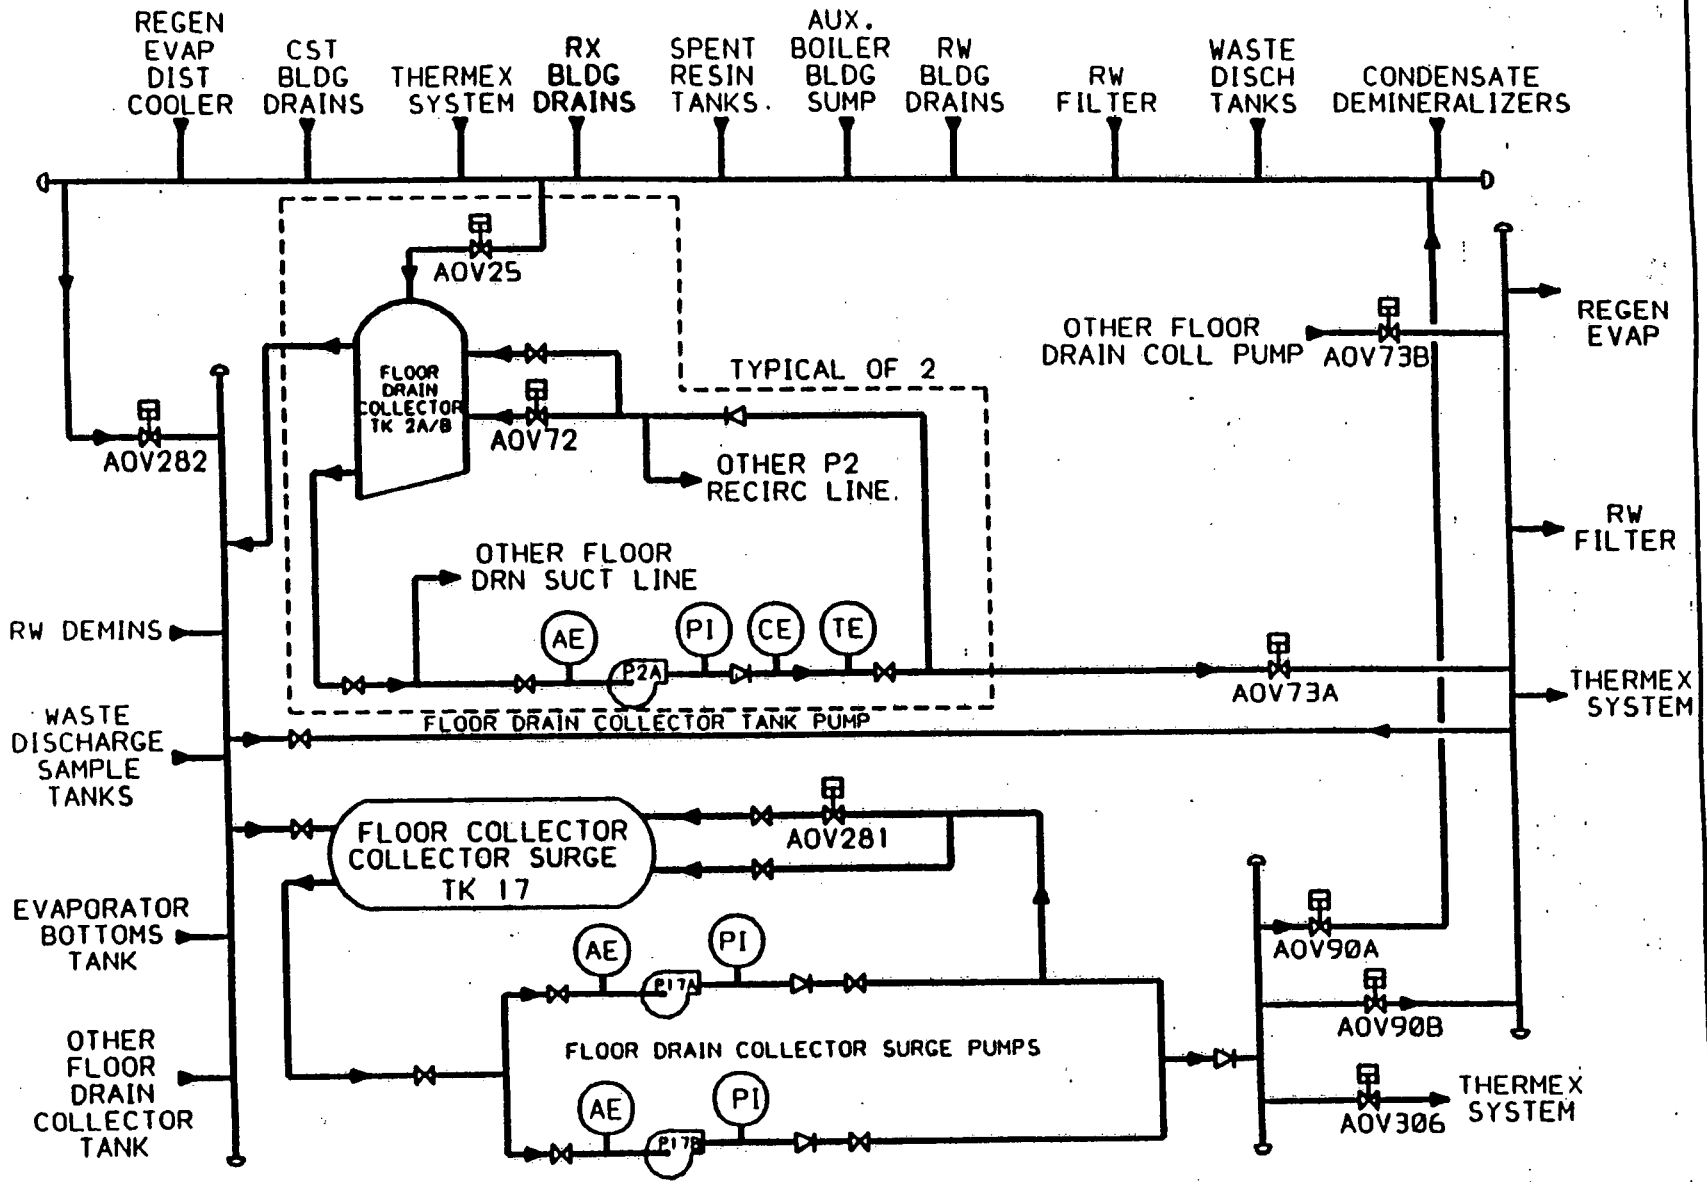 REGEN
EVAP
DIST
COOLER
CST
BLDG
DRAINS
THERMEX
SYSTEM
RX
BLDG
DRAINS
SPENT
RESIN
TANKS.
AUX.
BOILER
BLDG
SUMP
RW
BLDG
DRAINS
RW
FILTER
WASTE
DISCH
TANKS
CONDENSATE
DEMINERALIZERS
AOV25
FLOOR
DRAIN
COLLECTOR
TK 2A/B
TYPICAL OF 2
AOV72
OTHER P2
RECIRC LINE.
AOV282
OTHER FLOOR
DRAIN COLL PUMP
AOV73B
REGEN
EVAP
RW
FILTER
OTHER FLOOR
DRN SUCT LINE
AE
P2A
PI
CE
TE
RW DEMINS
AOV73A
THERMEX
SYSTEM
FLOOR DRAIN COLLECTOR TANK PUMP
WASTE
DISCHARGE
SAMPLE
TANKS
FLOOR COLLECTOR
COLLECTOR SURGE
TK 17
AOV281
EVAPORATOR
BOTTOMS
TANK
AE
P17A
PI
AOV90A
AOV90B
FLOOR DRAIN COLLECTOR SURGE PUMPS
OTHER
FLOOR
DRAIN
COLLECTOR
TANK
AE
P17B
PI
AOV306
THERMEX
SYSTEM